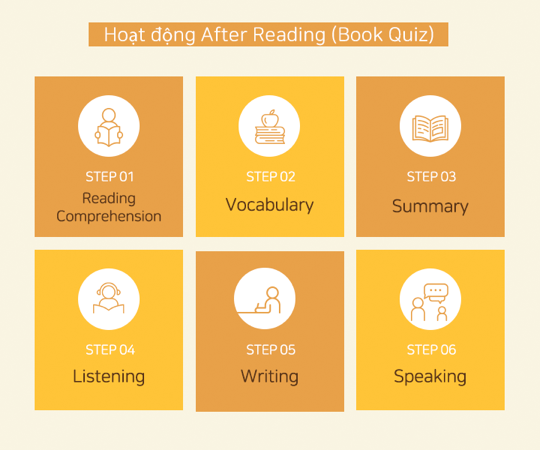 Hoạt động After Reading (Book Quiz)
STEP 01
Reading
Comprehension
STEP 02
Vocabulary
STEP 03
Summary
STEP 04
Listening
STEP 05
Writing
STEP 06
Speaking